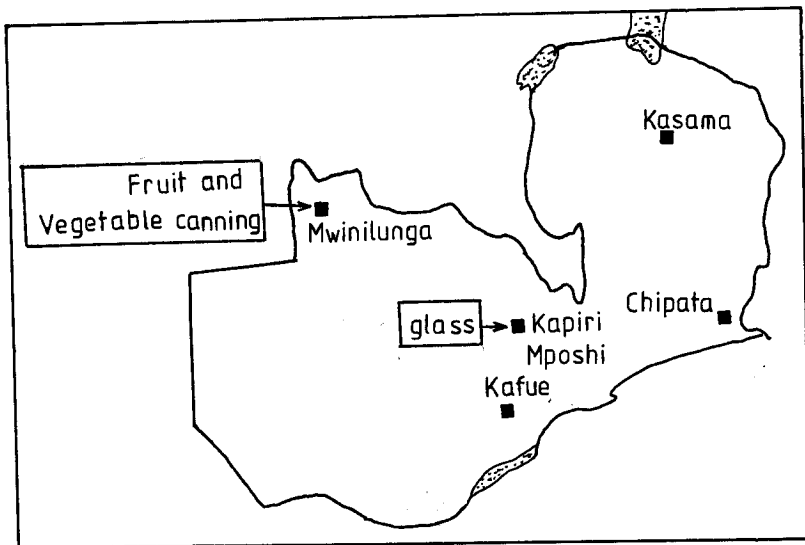 Kasama
Fruit and
Vegetable canning
Mwinilunga
Chipata
glass
Kapiri
Mposhi
Kafue